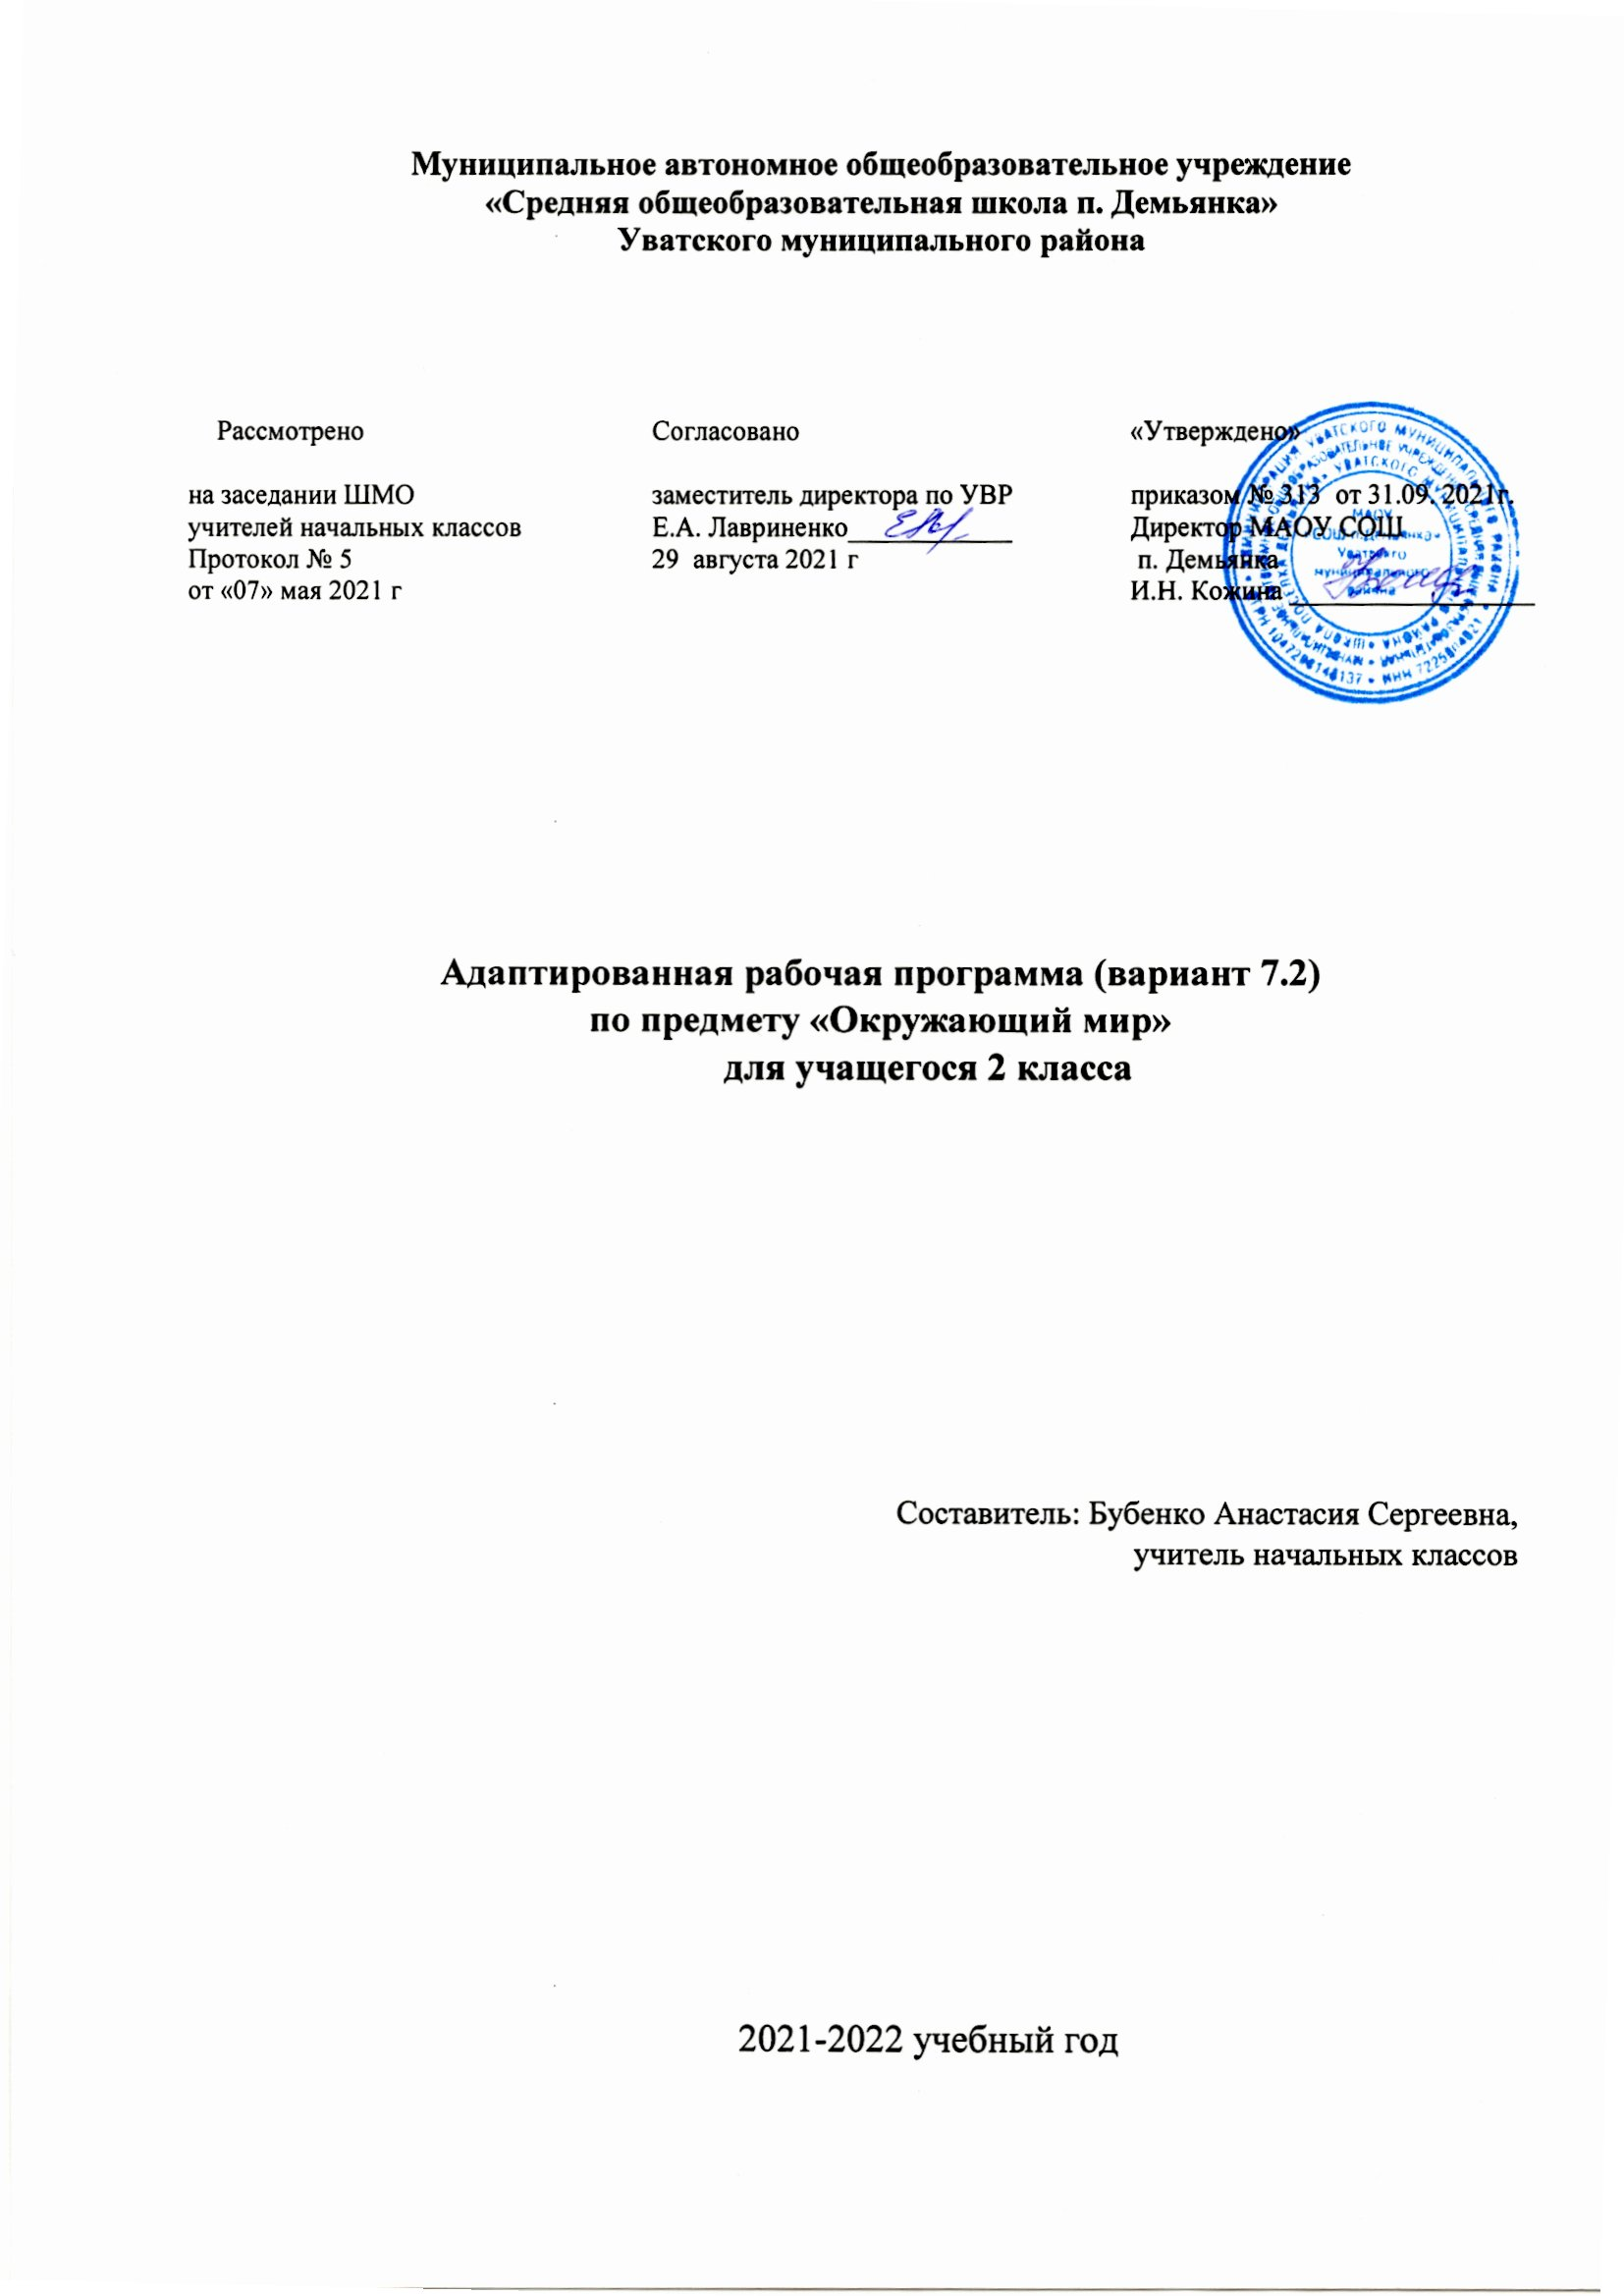 Муниципальное автономное общеобразовательное учреждение
«Средняя общеобразовательная школа п. Демьянка»
Уватского муниципального района
Рассмотрено
на заседании ШМО
учителей начальных классов
Протокол № 5
от «07» мая 2021 г
Согласовано
заместитель директора по УВР
Е.А. Лавриненко
29 августа 2021 г
«Утверждено»
приказом № 313 от 31.09. 2021г.
Директор МАОУ СОШ
п. Демьянка
И.Н. Кожина
Адаптированная рабочая программа (вариант 7.2)
по предмету «Окружающий мир»
для учащегося 2 класса
Составитель: Бубенко Анастасия Сергеевна,
учитель начальных классов
2021-2022 учебный год